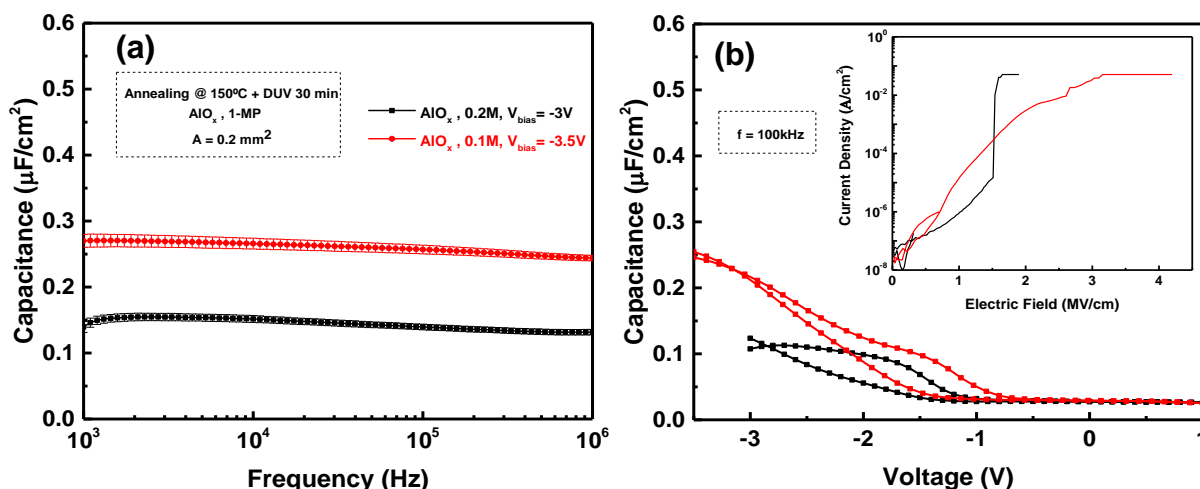 (a)
Annealing @ 150ºC + DUV 30 min
AlOₓ , 1-MP
A = 0.2 mm²
AlOₓ , 0.2M, V_bias= -3V
AlOₓ , 0.1M, V_bias= -3.5V
Capacitance (μF/cm²)
0.6
0.5
0.4
0.3
0.2
0.1
0.0
10³
10⁴
10⁵
10⁶
Frequency (Hz)
(b)
f = 100kHz
Capacitance (μF/cm²)
0.6
0.5
0.4
0.3
0.2
0.1
0.0
-3
-2
-1
0
1
Voltage (V)
Current Density (A/cm²)
10⁰
10⁻²
10⁻⁴
10⁻⁶
10⁻⁸
0
1
2
3
4
Electric Field (MV/cm)